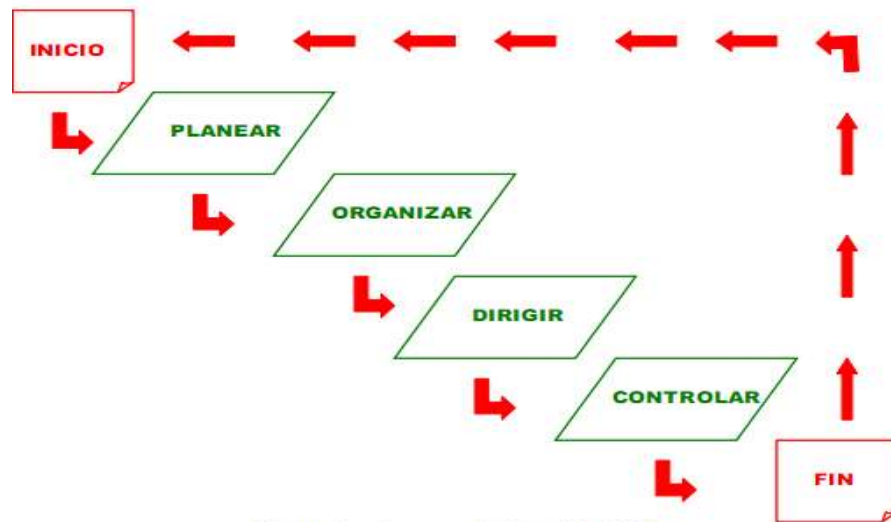 INICIO
PLANEAR
ORGANIZAR
DIRIGIR
CONTROLAR
FIN